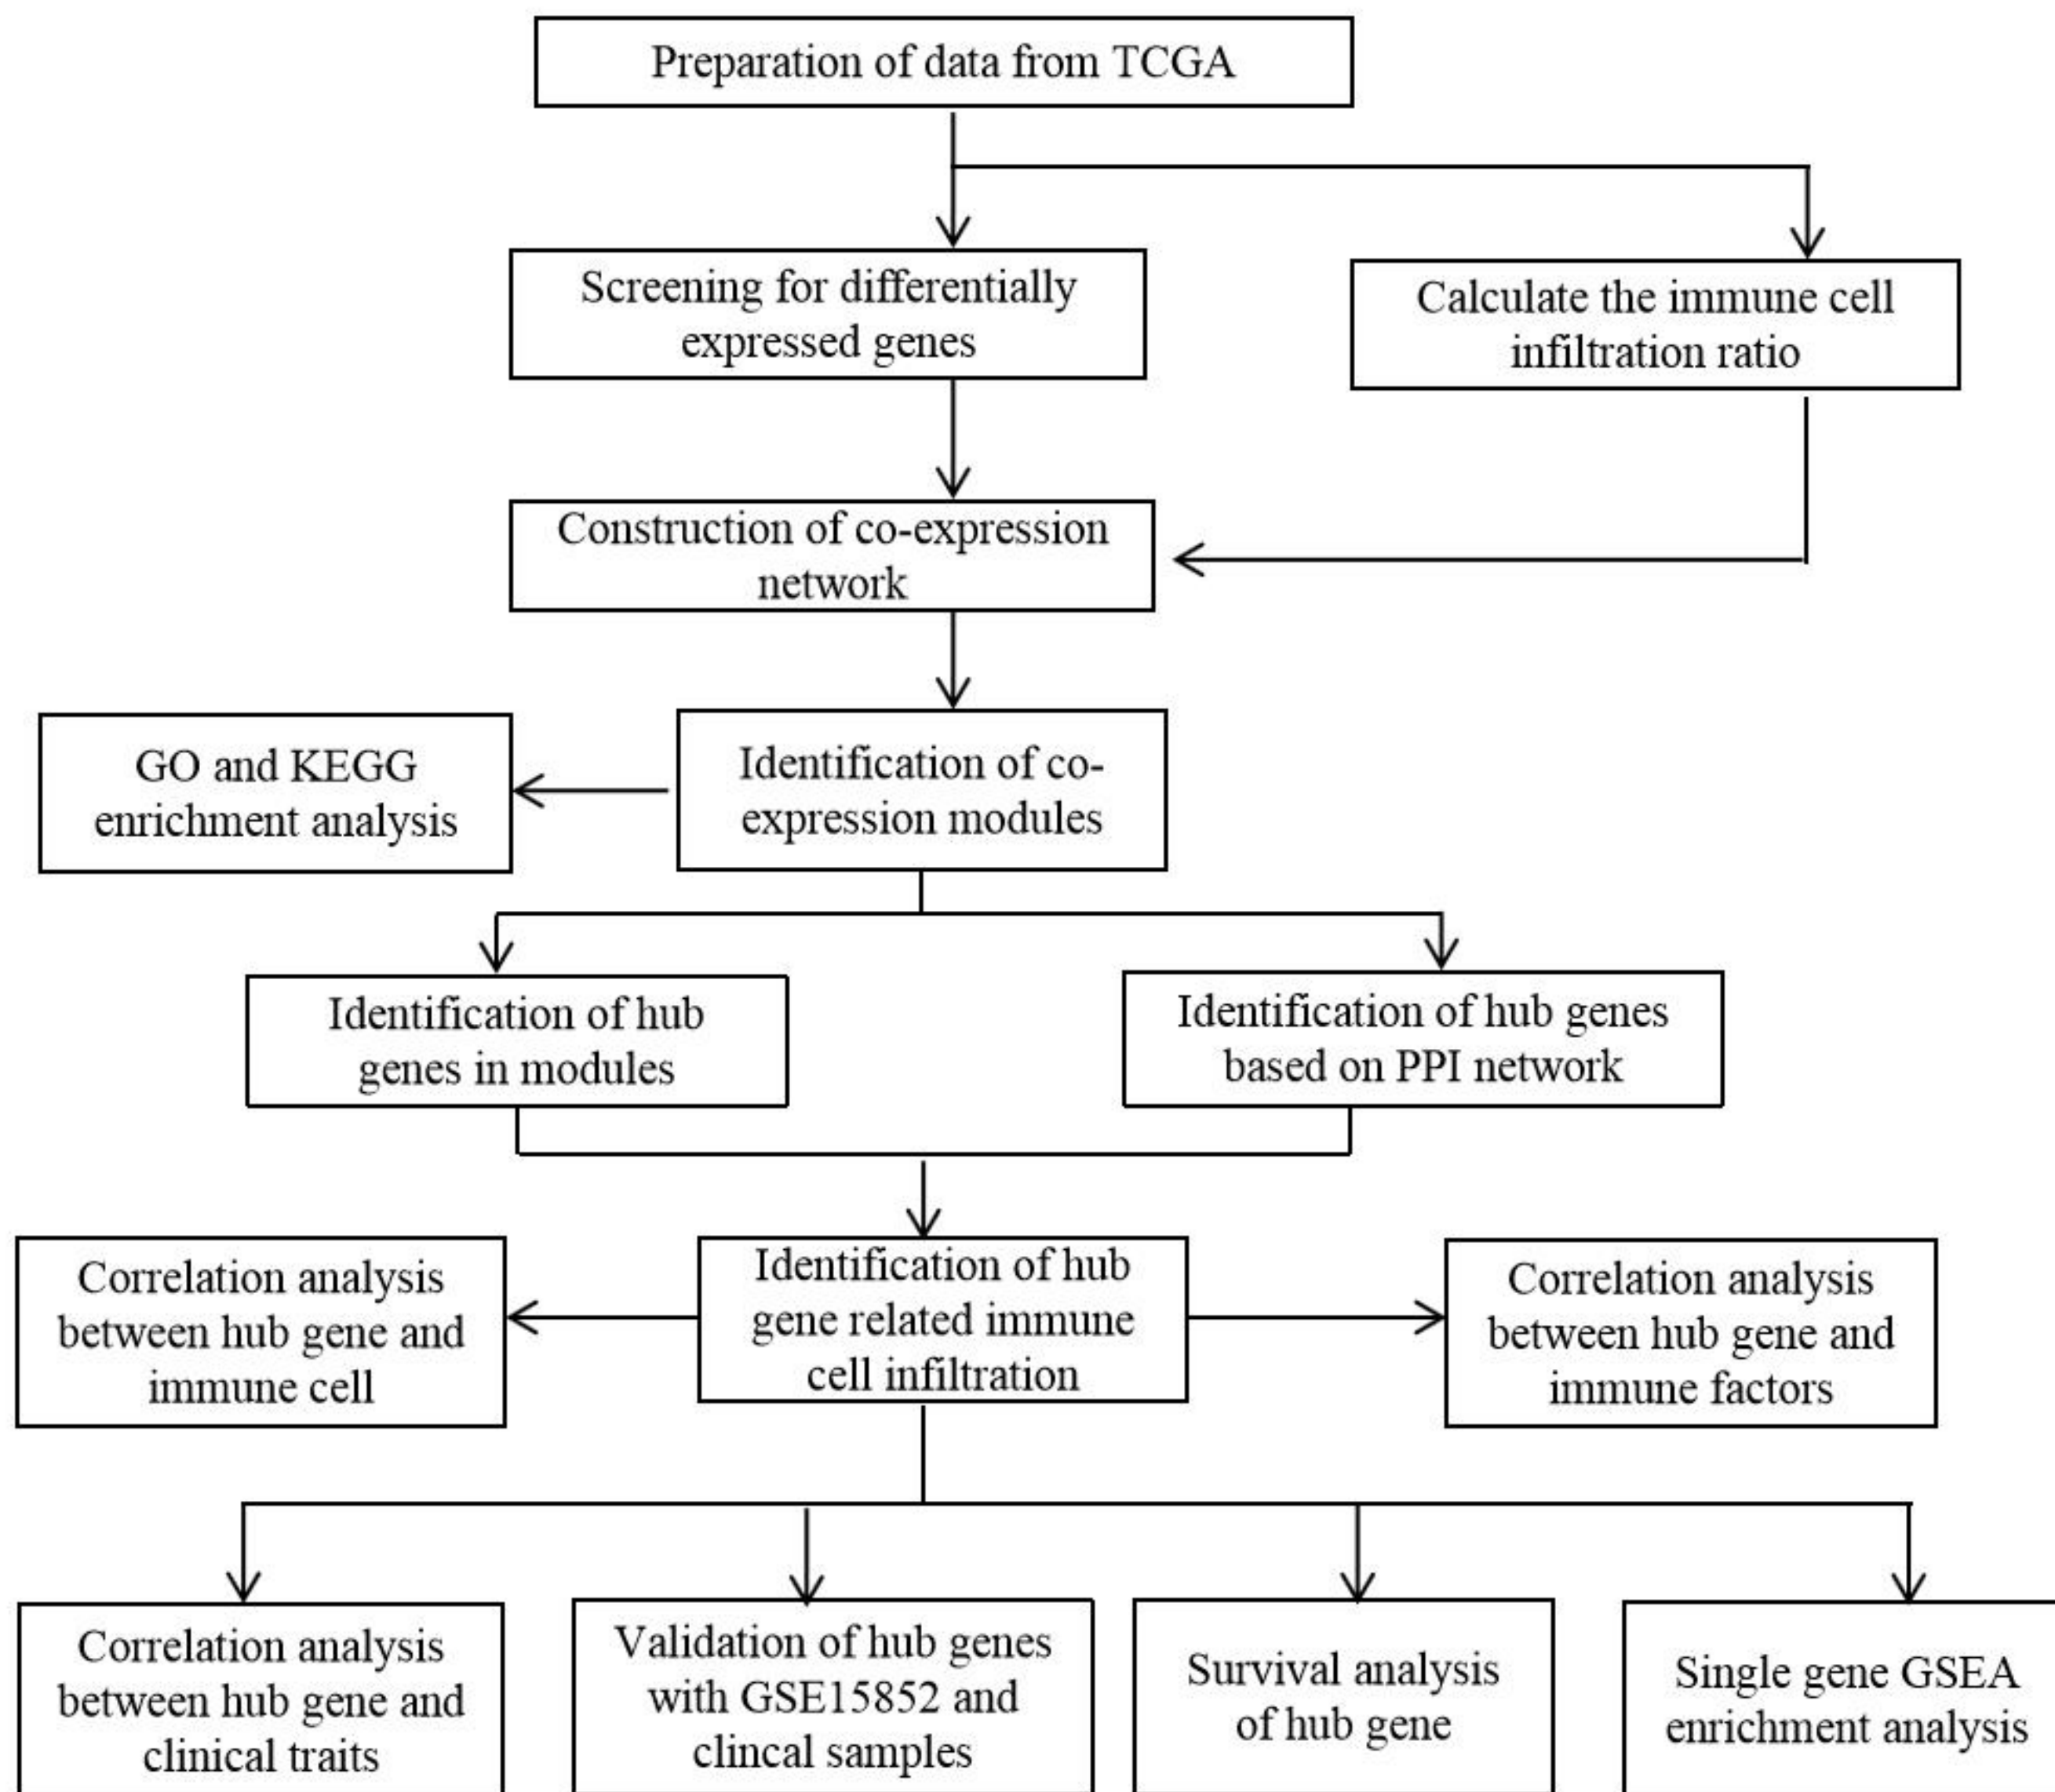 Preparation of data from TCGA
Screening for differentially
expressed genes
Calculate the immune cell
infiltration ratio
Construction of co-expression
network
GO and KEGG
enrichment analysis
Identification of co-
expression modules
Identification of hub
genes in modules
Identification of hub genes
based on PPI network
Correlation analysis
between hub gene and
immune cell
Identification of hub
gene related immune
cell infiltration
Correlation analysis
between hub gene and
immune factors
Correlation analysis
between hub gene and
clinical traits
Validation of hub genes
with GSE15852 and
clincal samples
Survival analysis
of hub gene
Single gene GSEA
enrichment analysis